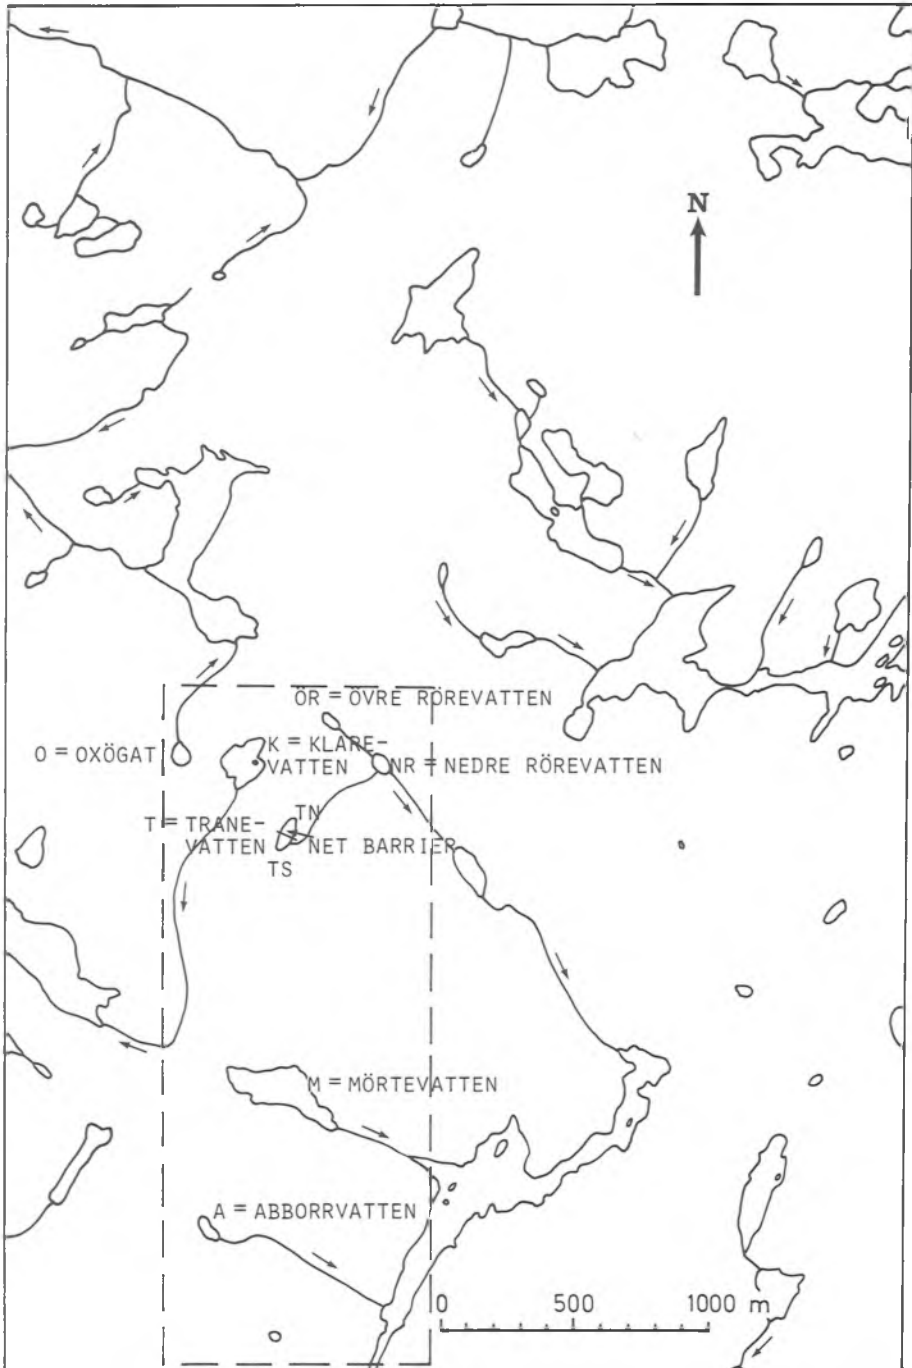 N
ÖR = ÖVRE RÖREVATTEN
O = OXÖGAT
K = KLARE-
VATTEN
NR = NEDRE RÖREVATTEN
T = TRANE-
VATTEN
TN
NET BARRIER
TS
M = MÖRTEVATTEN
A = ABBORRVATTEN
0 500 1000 m